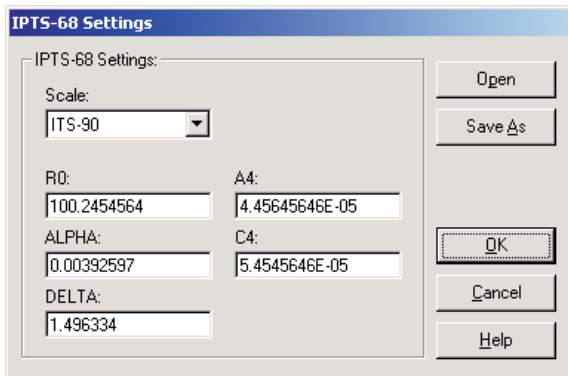 IPTS-68 Settings
IPTS-68 Settings:
Scale:
ITS-90
R0:
100.2454564
A4:
4.45645646E-05
ALPHA:
0.00392597
C4:
5.4545646E-05
DELTA:
1.496334
Open
Save As
OK
Cancel
Help